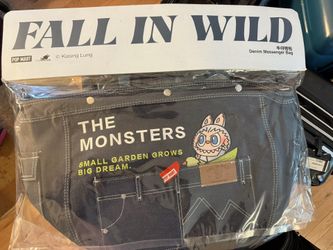 FALL IN WILD
POP MART
© Kasing Lung
Denim Messenger Bag
THE
MONSTERS
SMALL GARDEN GROWS
BIG DREAM.